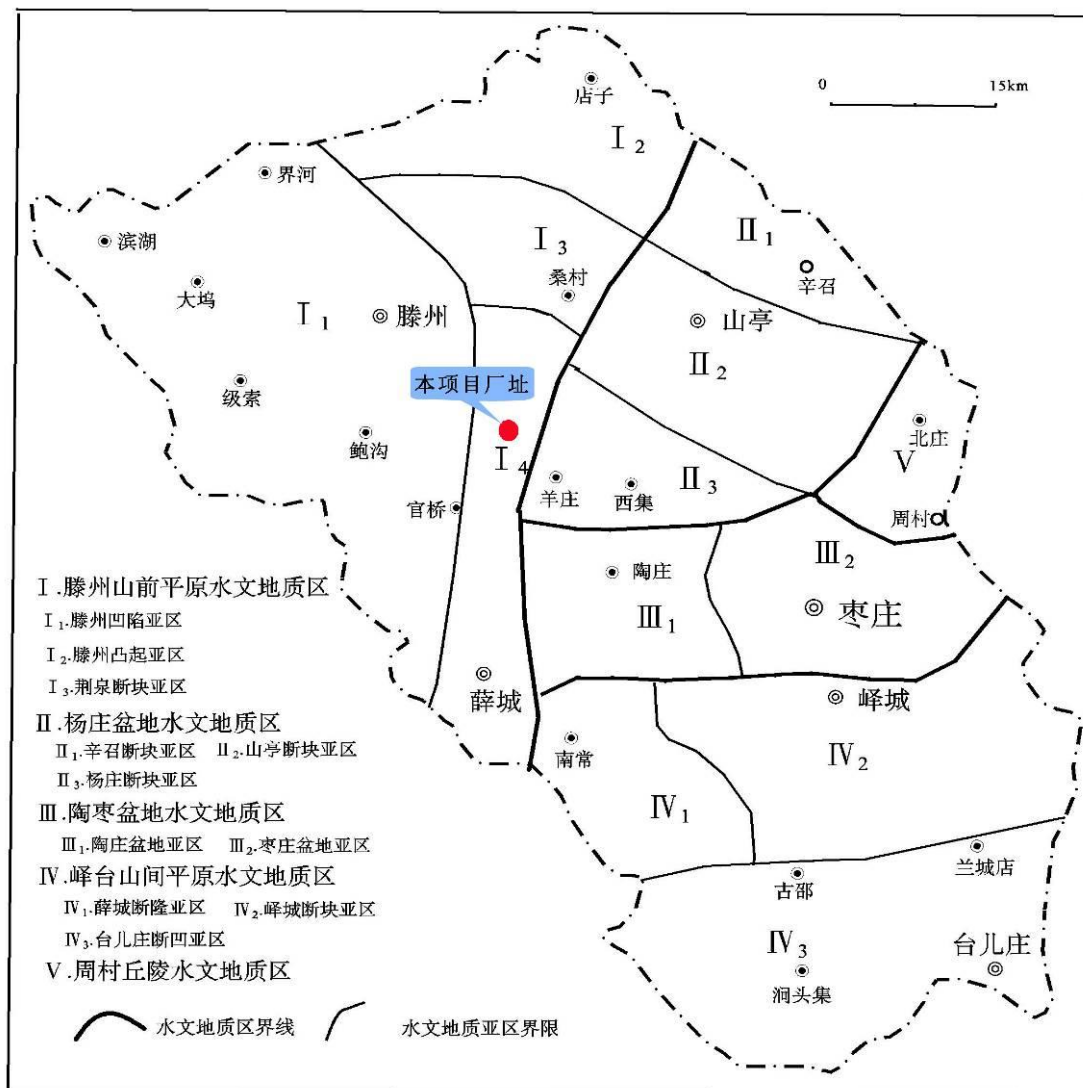 0 15km
店子
Ⅰ₂
界河
Ⅱ₁
滨湖
Ⅰ₃
辛召
大坞
桑村
Ⅰ₁
滕州
山亭
Ⅱ₂
本项目厂址
级索
北庄
鲍沟
Ⅴ
Ⅰ₄
羊庄
西集
Ⅱ₃
官桥
周村
Ⅲ₂
陶庄
Ⅲ₁
枣庄
薛城
峄城
南常
Ⅳ₂
Ⅳ₁
兰城店
古邵
Ⅳ₃
台儿庄
涧头集
Ⅰ.滕州山前平原水文地质区
Ⅰ₁.滕州凹陷亚区
Ⅰ₂.滕州凸起亚区
Ⅰ₃.荆泉断块亚区
Ⅱ.杨庄盆地水文地质区
Ⅱ₁.辛召断块亚区 Ⅱ₂.山亭断块亚区
Ⅱ₃.杨庄断块亚区
Ⅲ.陶枣盆地水文地质区
Ⅲ₁.陶庄盆地亚区 Ⅲ₂.枣庄盆地亚区
Ⅳ.峄台山间平原水文地质区
Ⅳ₁.薛城断隆亚区 Ⅳ₂.峄城断块亚区
Ⅳ₃.台儿庄断凹亚区
Ⅴ.周村丘陵水文地质区
水文地质区界线 水文地质亚区界限